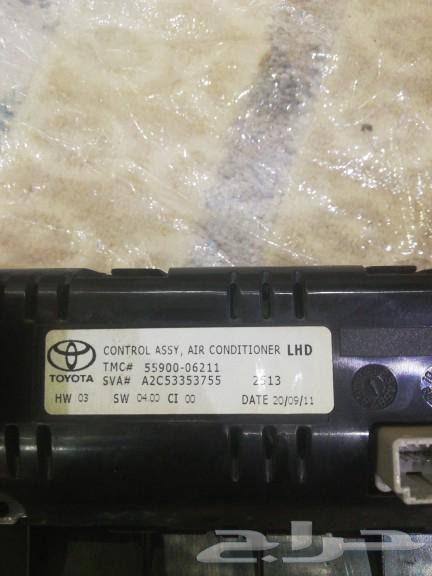 CONTROL ASSY, AIR CONDITIONER LHD
TMC# 55900-06211
TOYOTA SVA# A2C53353755 2513
HW 03 SW 04.00 CI 00 DATE 20/09/11
حراج